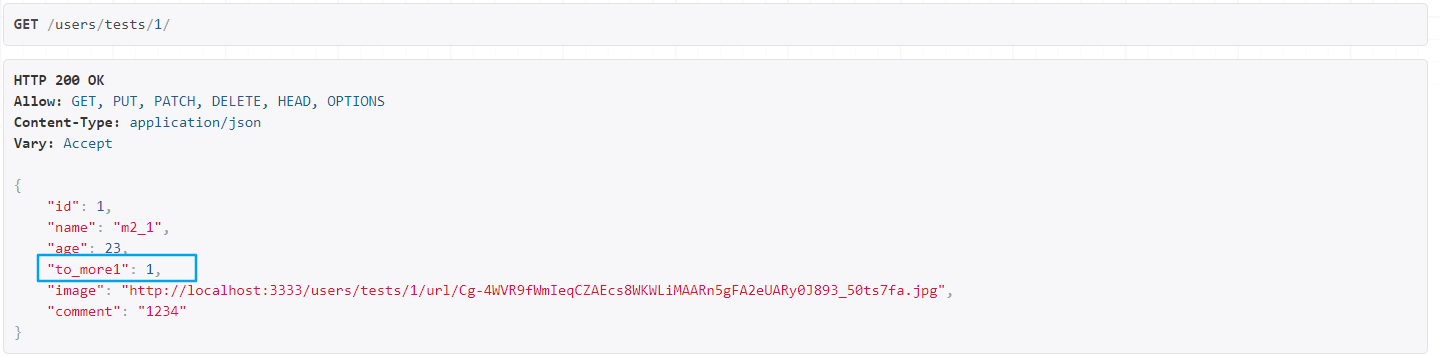 GET /users/tests/1/
HTTP 200 OK
Allow: GET, PUT, PATCH, DELETE, HEAD, OPTIONS
Content-Type: application/json
Vary: Accept
{
"id": 1,
"name": "m2_1",
"age": 23,
"to_more1": 1,
"image": "http://localhost:3333/users/tests/1/url/Cg-4WVR9fWmIeqCZAEcs8WKWLiMAARn5gFA2eUARy0J893_50ts7fa.jpg",
"comment": "1234"
}